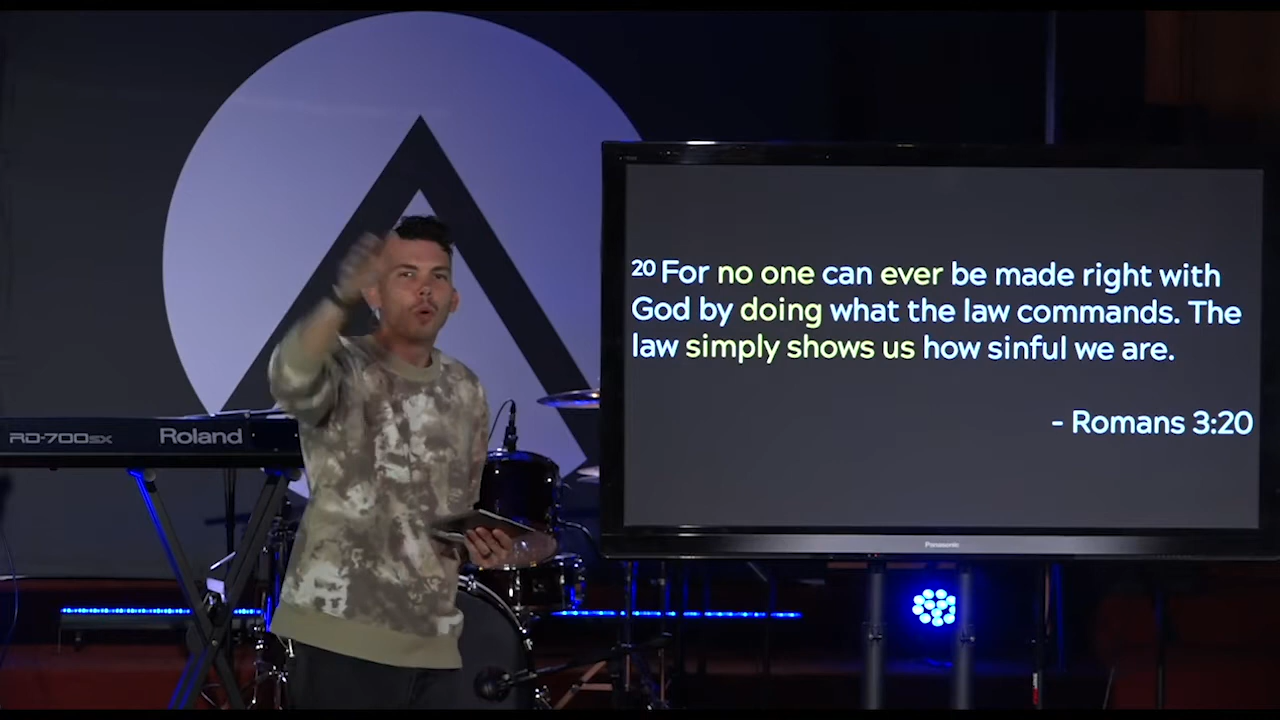 20 For no one can ever be made right with
God by doing what the law commands. The
law simply shows us how sinful we are.
- Romans 3:20
RD-700SX Roland
Panasonic